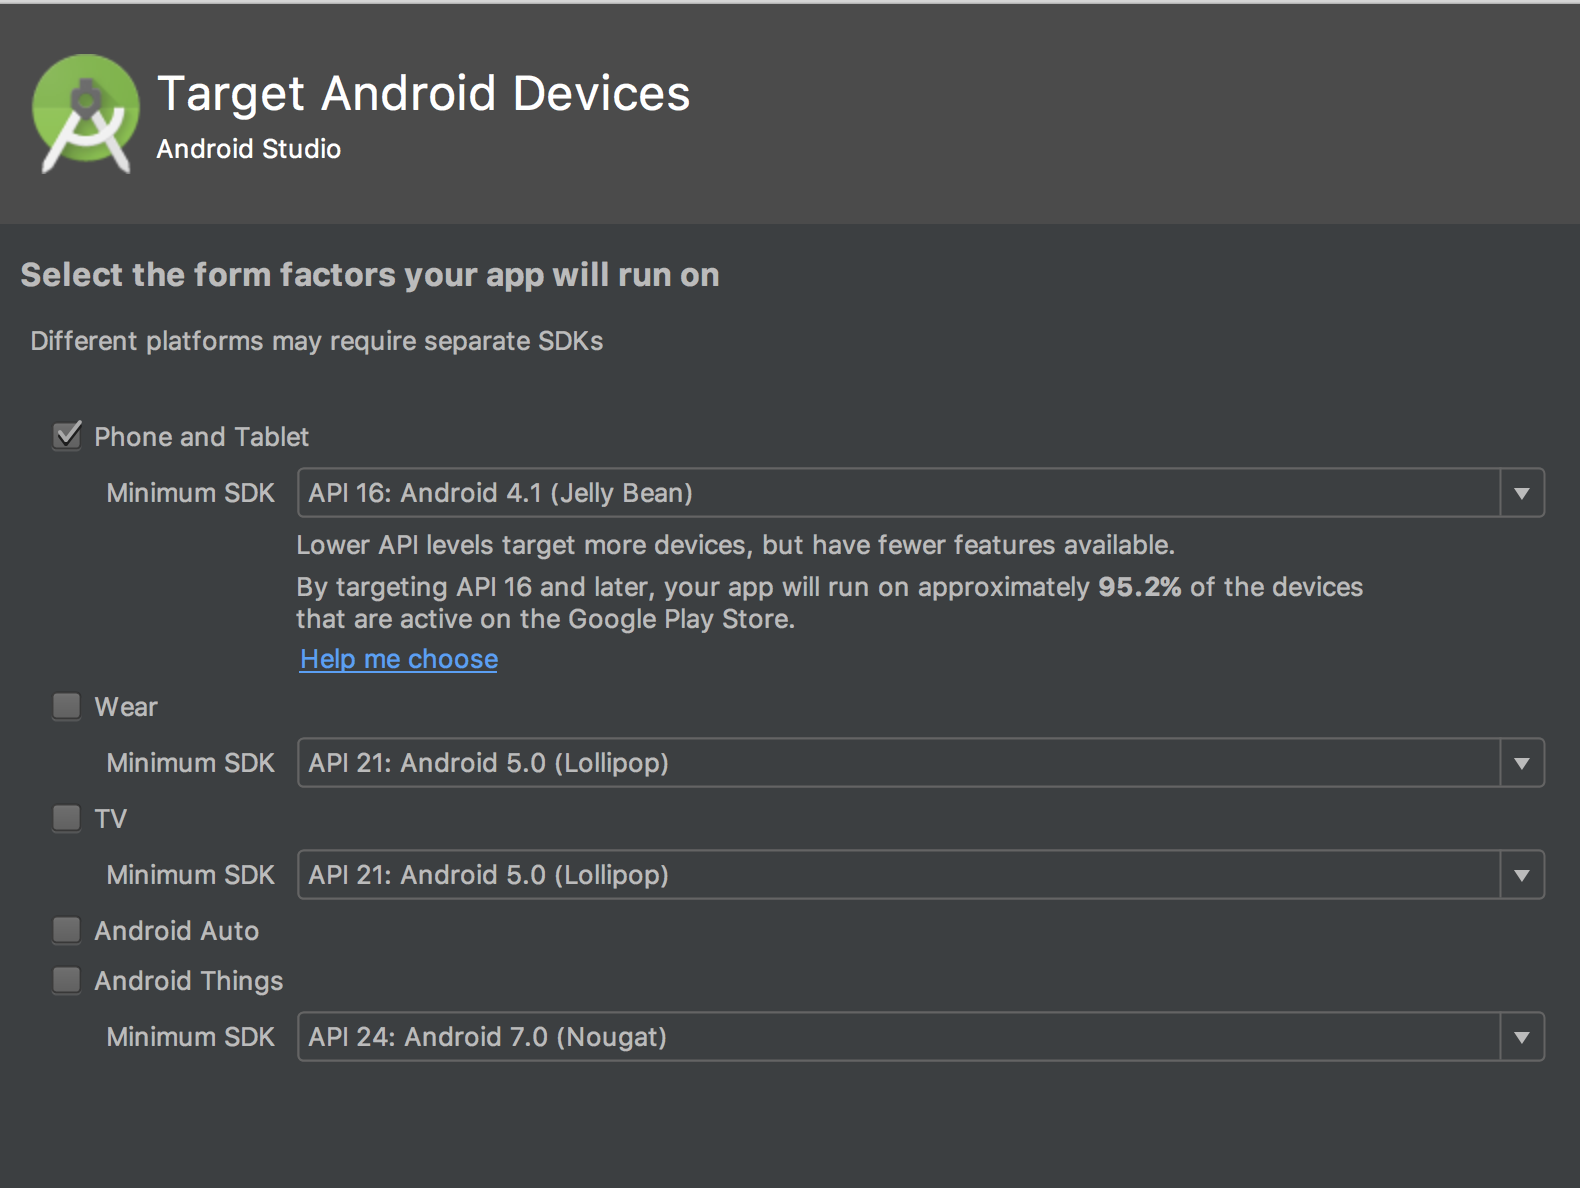 Target Android Devices
Android Studio
Select the form factors your app will run on
Different platforms may require separate SDKs
Phone and Tablet
Minimum SDK API 16: Android 4.1 (Jelly Bean)
Lower API levels target more devices, but have fewer features available.
By targeting API 16 and later, your app will run on approximately 95.2% of the devices
that are active on the Google Play Store.
Help me choose
Wear
Minimum SDK API 21: Android 5.0 (Lollipop)
TV
Minimum SDK API 21: Android 5.0 (Lollipop)
Android Auto
Android Things
Minimum SDK API 24: Android 7.0 (Nougat)